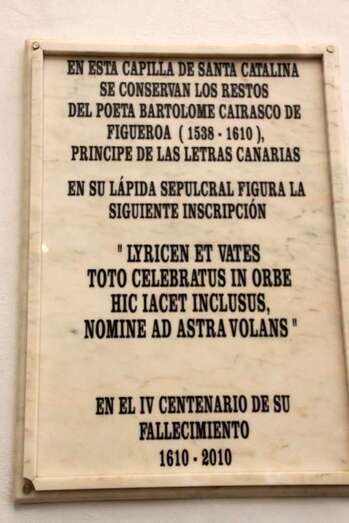 EN ESTA CAPILLA DE SANTA CATALINA
SE CONSERVAN LOS RESTOS
DEL POETA BARTOLOME CAIRASCO DE
FIGUEROA ( 1538 - 1610 ),
PRINCIPE DE LAS LETRAS CANARIAS
EN SU LÁPIDA SEPULCRAL FIGURA LA
SIGUIENTE INSCRIPCIÓN
" LYRICEN ET VATES
TOTO CELEBRATUS IN ORBE
HIC IACET INCLUSUS,
NOMINE AD ASTRA VOLANS "
EN EL IV CENTENARIO DE SU
FALLECIMIENTO
1610 - 2010